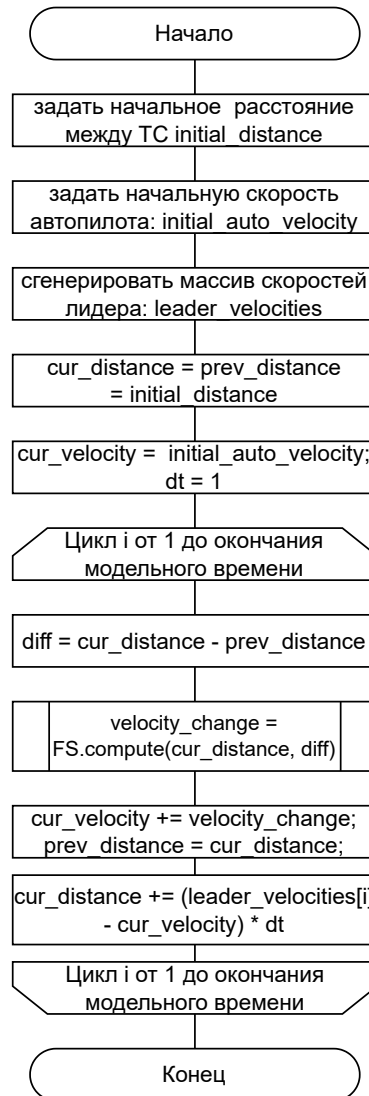 Начало
задать начальное расстояние
между ТС initial_distance
задать начальную скорость
автопилота: initial_auto_velocity
сгенерировать массив скоростей
лидера: leader_velocities
cur_distance = prev_distance
= initial_distance
cur_velocity = initial_auto_velocity;
dt = 1
Цикл i от 1 до окончания
модельного времени
diff = cur_distance - prev_distance
velocity_change =
FS.compute(cur_distance, diff)
cur_velocity += velocity_change;
prev_distance = cur_distance;
cur_distance += (leader_velocities[i]
- cur_velocity) * dt
Цикл i от 1 до окончания
модельного времени
Конец